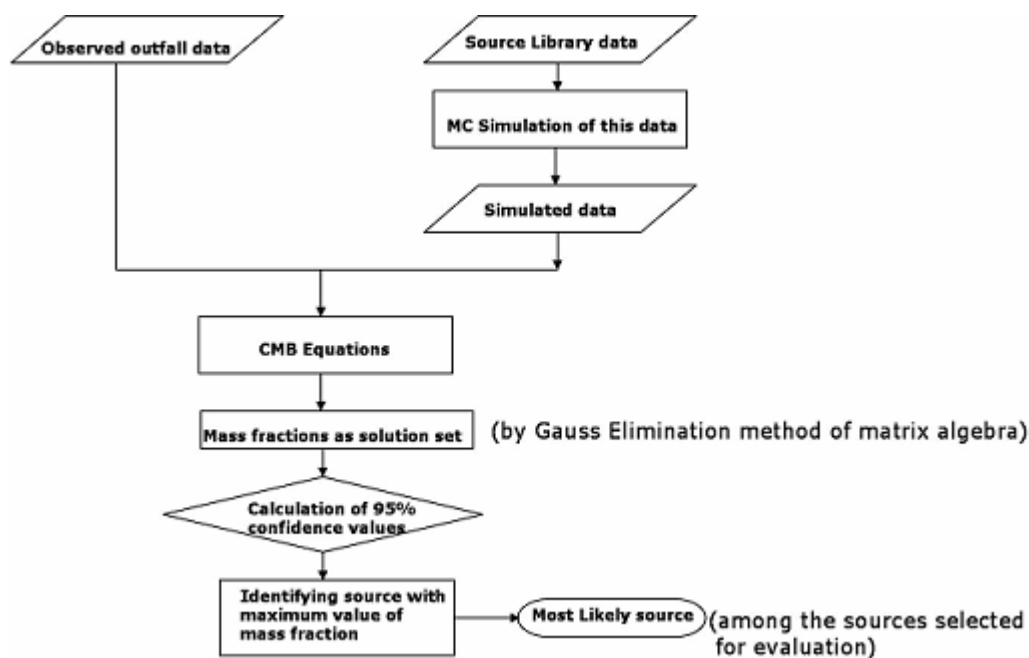 Observed outfall data
Source Library data
MC Simulation of this data
Simulated data
CMB Equations
Mass fractions as solution set
(by Gauss Elimination method of matrix algebra)
Calculation of 95%
confidence values
Identifying source with
maximum value of
mass fraction
Most Likely source
(among the sources selected
for evaluation)